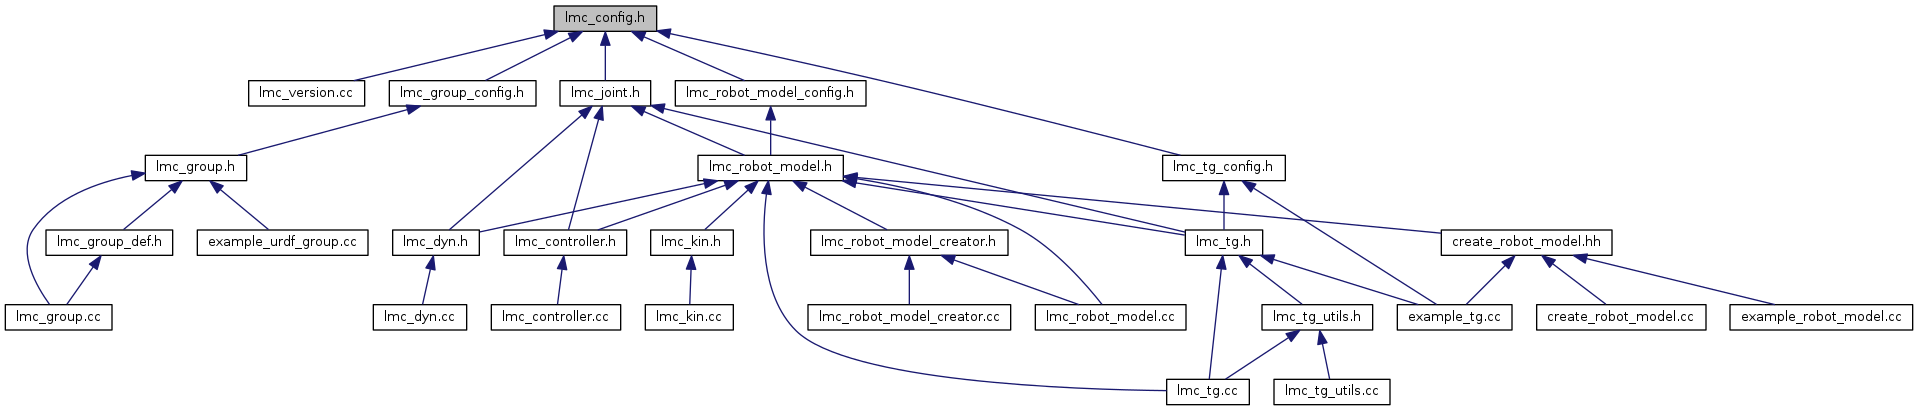 lmc_config.h
lmc_version.cc
lmc_group_config.h
lmc_joint.h
lmc_robot_model_config.h
lmc_group.h
lmc_robot_model.h
lmc_tg_config.h
lmc_group_def.h
example_urdf_group.cc
lmc_dyn.h
lmc_controller.h
lmc_kin.h
lmc_robot_model_creator.h
lmc_tg.h
create_robot_model.hh
lmc_group.cc
lmc_dyn.cc
lmc_controller.cc
lmc_kin.cc
lmc_robot_model_creator.cc
lmc_robot_model.cc
lmc_tg_utils.h
example_tg.cc
create_robot_model.cc
example_robot_model.cc
lmc_tg.cc
lmc_tg_utils.cc